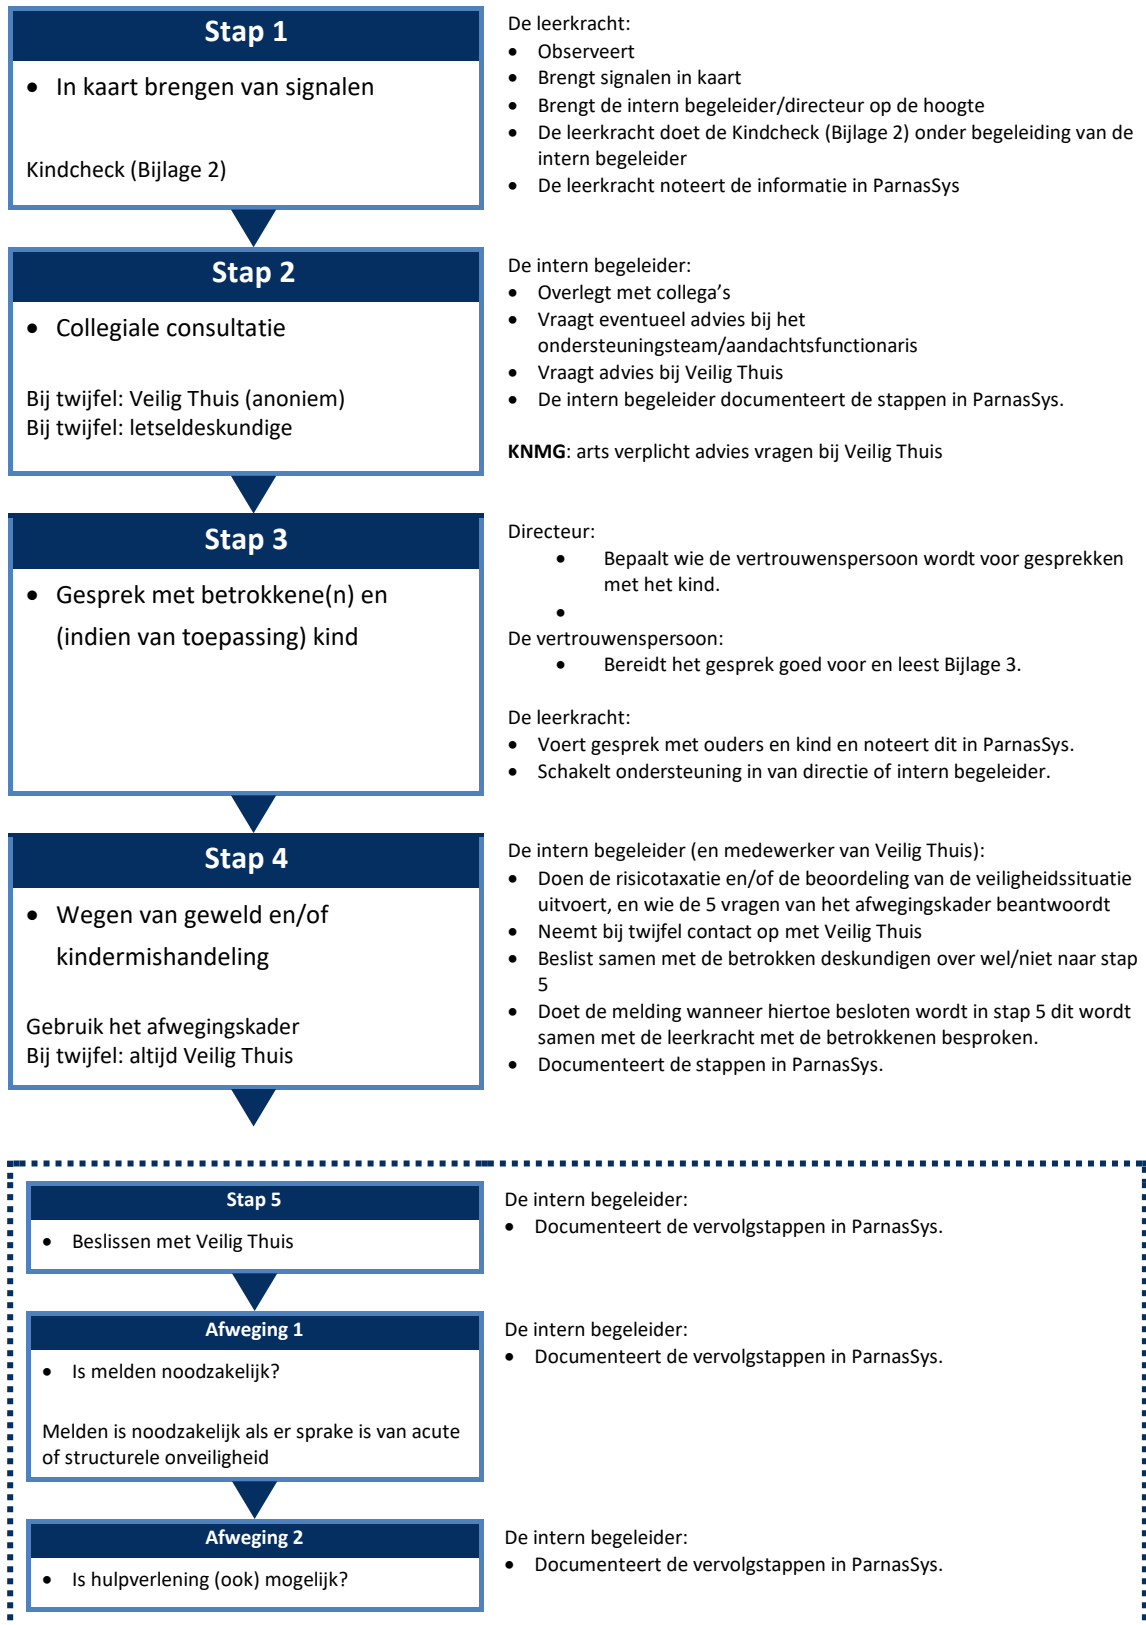 Stap 1
• In kaart brengen van signalen
Kindcheck (Bijlage 2)
De leerkracht:
• Observeert
• Brengt signalen in kaart
• Brengt de intern begeleider/directeur op de hoogte
• De leerkracht doet de Kindcheck (Bijlage 2) onder begeleiding van de
intern begeleider
• De leerkracht noteert de informatie in ParnasSys
Stap 2
• Collegiale consultatie
Bij twijfel: Veilig Thuis (anoniem)
Bij twijfel: letseldeskundige
De intern begeleider:
• Overlegt met collega’s
• Vraagt eventueel advies bij het
ondersteuningsteam/aandachtsfunctionaris
• Vraagt advies bij Veilig Thuis
• De intern begeleider documenteert de stappen in ParnasSys.
KNMG: arts verplicht advies vragen bij Veilig Thuis
Stap 3
• Gesprek met betrokkene(n) en
(indien van toepassing) kind
Directeur:
• Bepaalt wie de vertrouwenspersoon wordt voor gesprekken
met het kind.
•
De vertrouwenspersoon:
• Bereidt het gesprek goed voor en leest Bijlage 3.
De leerkracht:
• Voert gesprek met ouders en kind en noteert dit in ParnasSys.
• Schakelt ondersteuning in van directie of intern begeleider.
Stap 4
• Wegen van geweld en/of
kindermishandeling
Gebruik het afwegingskader
Bij twijfel: altijd Veilig Thuis
De intern begeleider (en medewerker van Veilig Thuis):
• Doen de risicotaxatie en/of de beoordeling van de veiligheidssituatie
uitvoert, en wie de 5 vragen van het afwegingskader beantwoordt
• Neemt bij twijfel contact op met Veilig Thuis
• Beslist samen met de betrokken deskundigen over wel/niet naar stap
5
• Doet de melding wanneer hiertoe besloten wordt in stap 5 dit wordt
samen met de leerkracht met de betrokkenen besproken.
• Documenteert de stappen in ParnasSys.
Stap 5
• Beslissen met Veilig Thuis
De intern begeleider:
• Documenteert de vervolgstappen in ParnasSys.
Afweging 1
• Is melden noodzakelijk?
Melden is noodzakelijk als er sprake is van acute
of structurele onveiligheid
De intern begeleider:
• Documenteert de vervolgstappen in ParnasSys.
Afweging 2
• Is hulpverlening (ook) mogelijk?
De intern begeleider:
• Documenteert de vervolgstappen in ParnasSys.